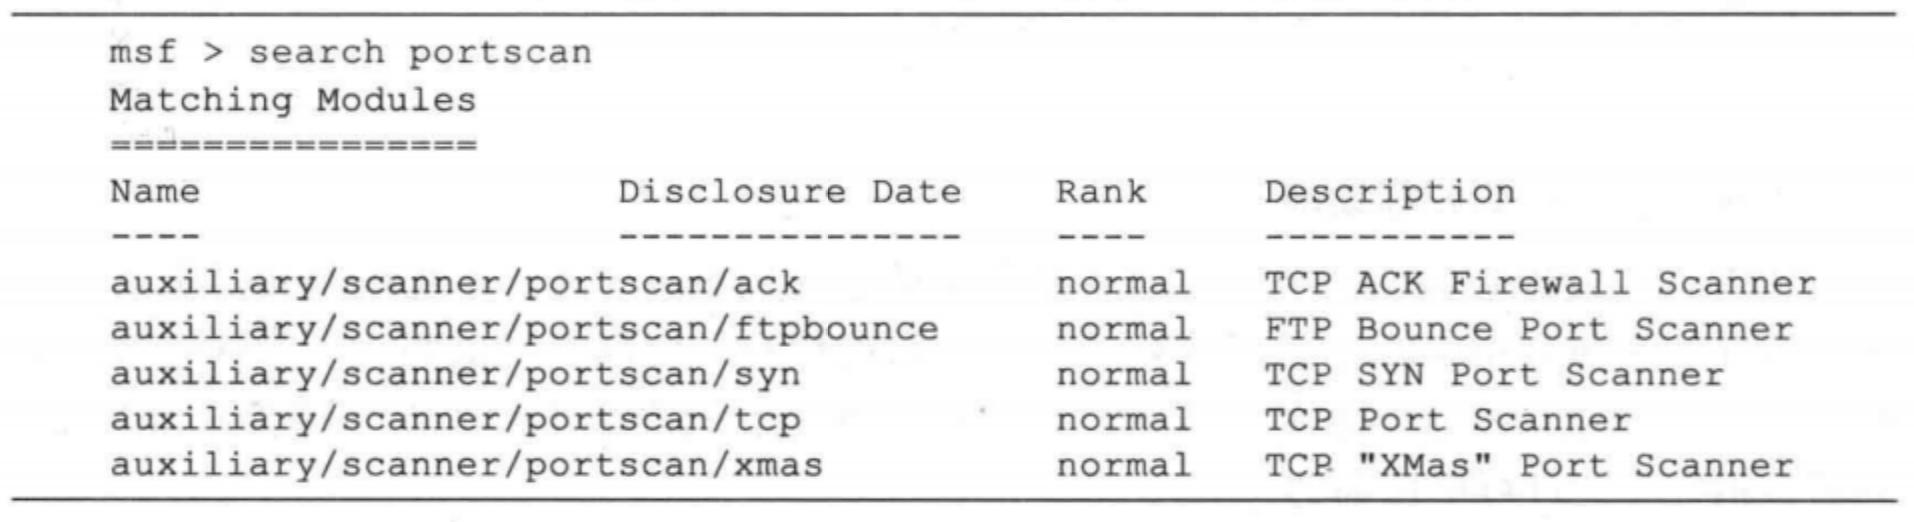 msf > search portscan
Matching Modules
================
Name Disclosure Date Rank Description
---- --------------- ---- -----------
auxiliary/scanner/portscan/ack normal TCP ACK Firewall Scanner
auxiliary/scanner/portscan/ftpbounce normal FTP Bounce Port Scanner
auxiliary/scanner/portscan/syn normal TCP SYN Port Scanner
auxiliary/scanner/portscan/tcp normal TCP Port Scanner
auxiliary/scanner/portscan/xmas normal TCP "XMas" Port Scanner